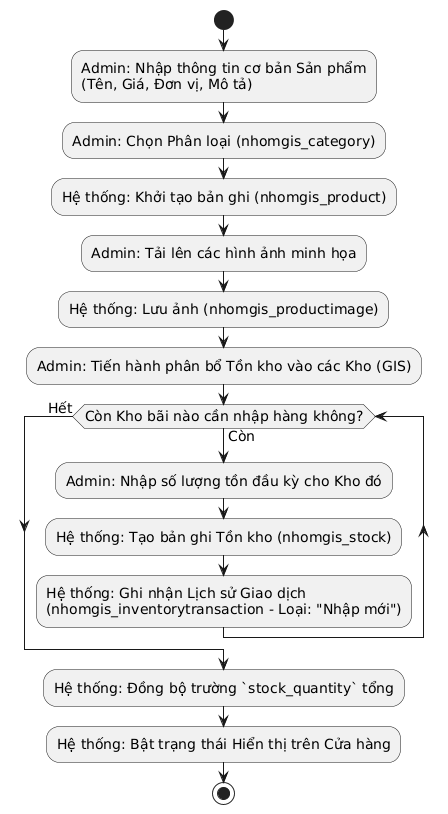 Admin: Nhập thông tin cơ bản Sản phẩm
(Tên, Giá, Đơn vị, Mô tả)
Admin: Chọn Phân loại (nhomgis_category)
Hệ thống: Khởi tạo bản ghi (nhomgis_product)
Admin: Tải lên các hình ảnh minh họa
Hệ thống: Lưu ảnh (nhomgis_productimage)
Admin: Tiến hành phân bổ Tồn kho vào các Kho (GIS)
Hết
Còn Kho bãi nào cần nhập hàng không?
Còn
Admin: Nhập số lượng tồn đầu kỳ cho Kho đó
Hệ thống: Tạo bản ghi Tồn kho (nhomgis_stock)
Hệ thống: Ghi nhận Lịch sử Giao dịch
(nhomgis_inventorytransaction - Loại: "Nhập mới")
Hệ thống: Đồng bộ trường `stock_quantity` tổng
Hệ thống: Bật trạng thái Hiển thị trên Cửa hàng